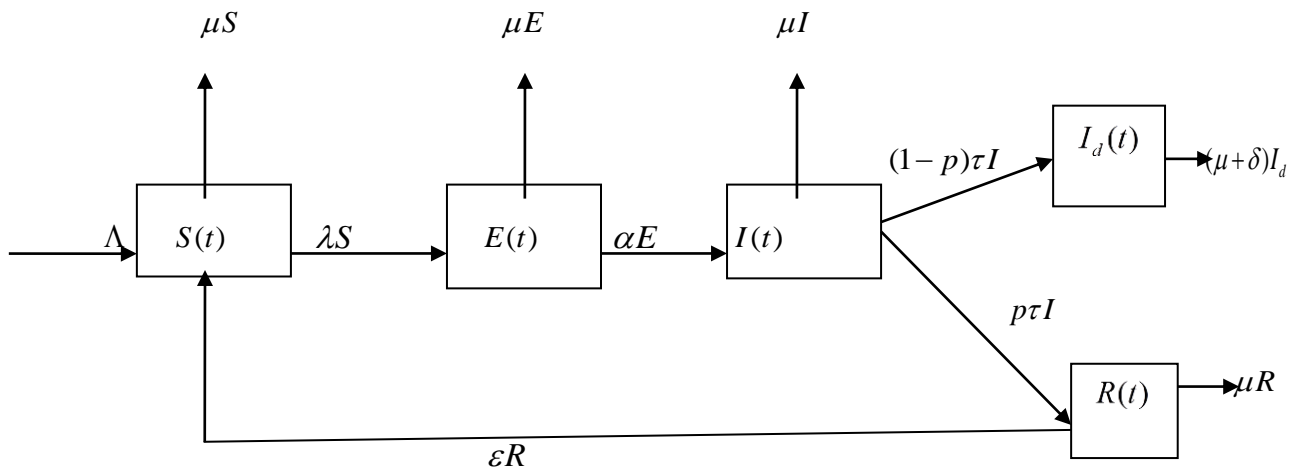 μS
μE
μI
I_d(t)
(1−p)τI
(μ+δ)I_d
Λ
S(t)
λS
E(t)
αE
I(t)
pτI
R(t)
μR
εR